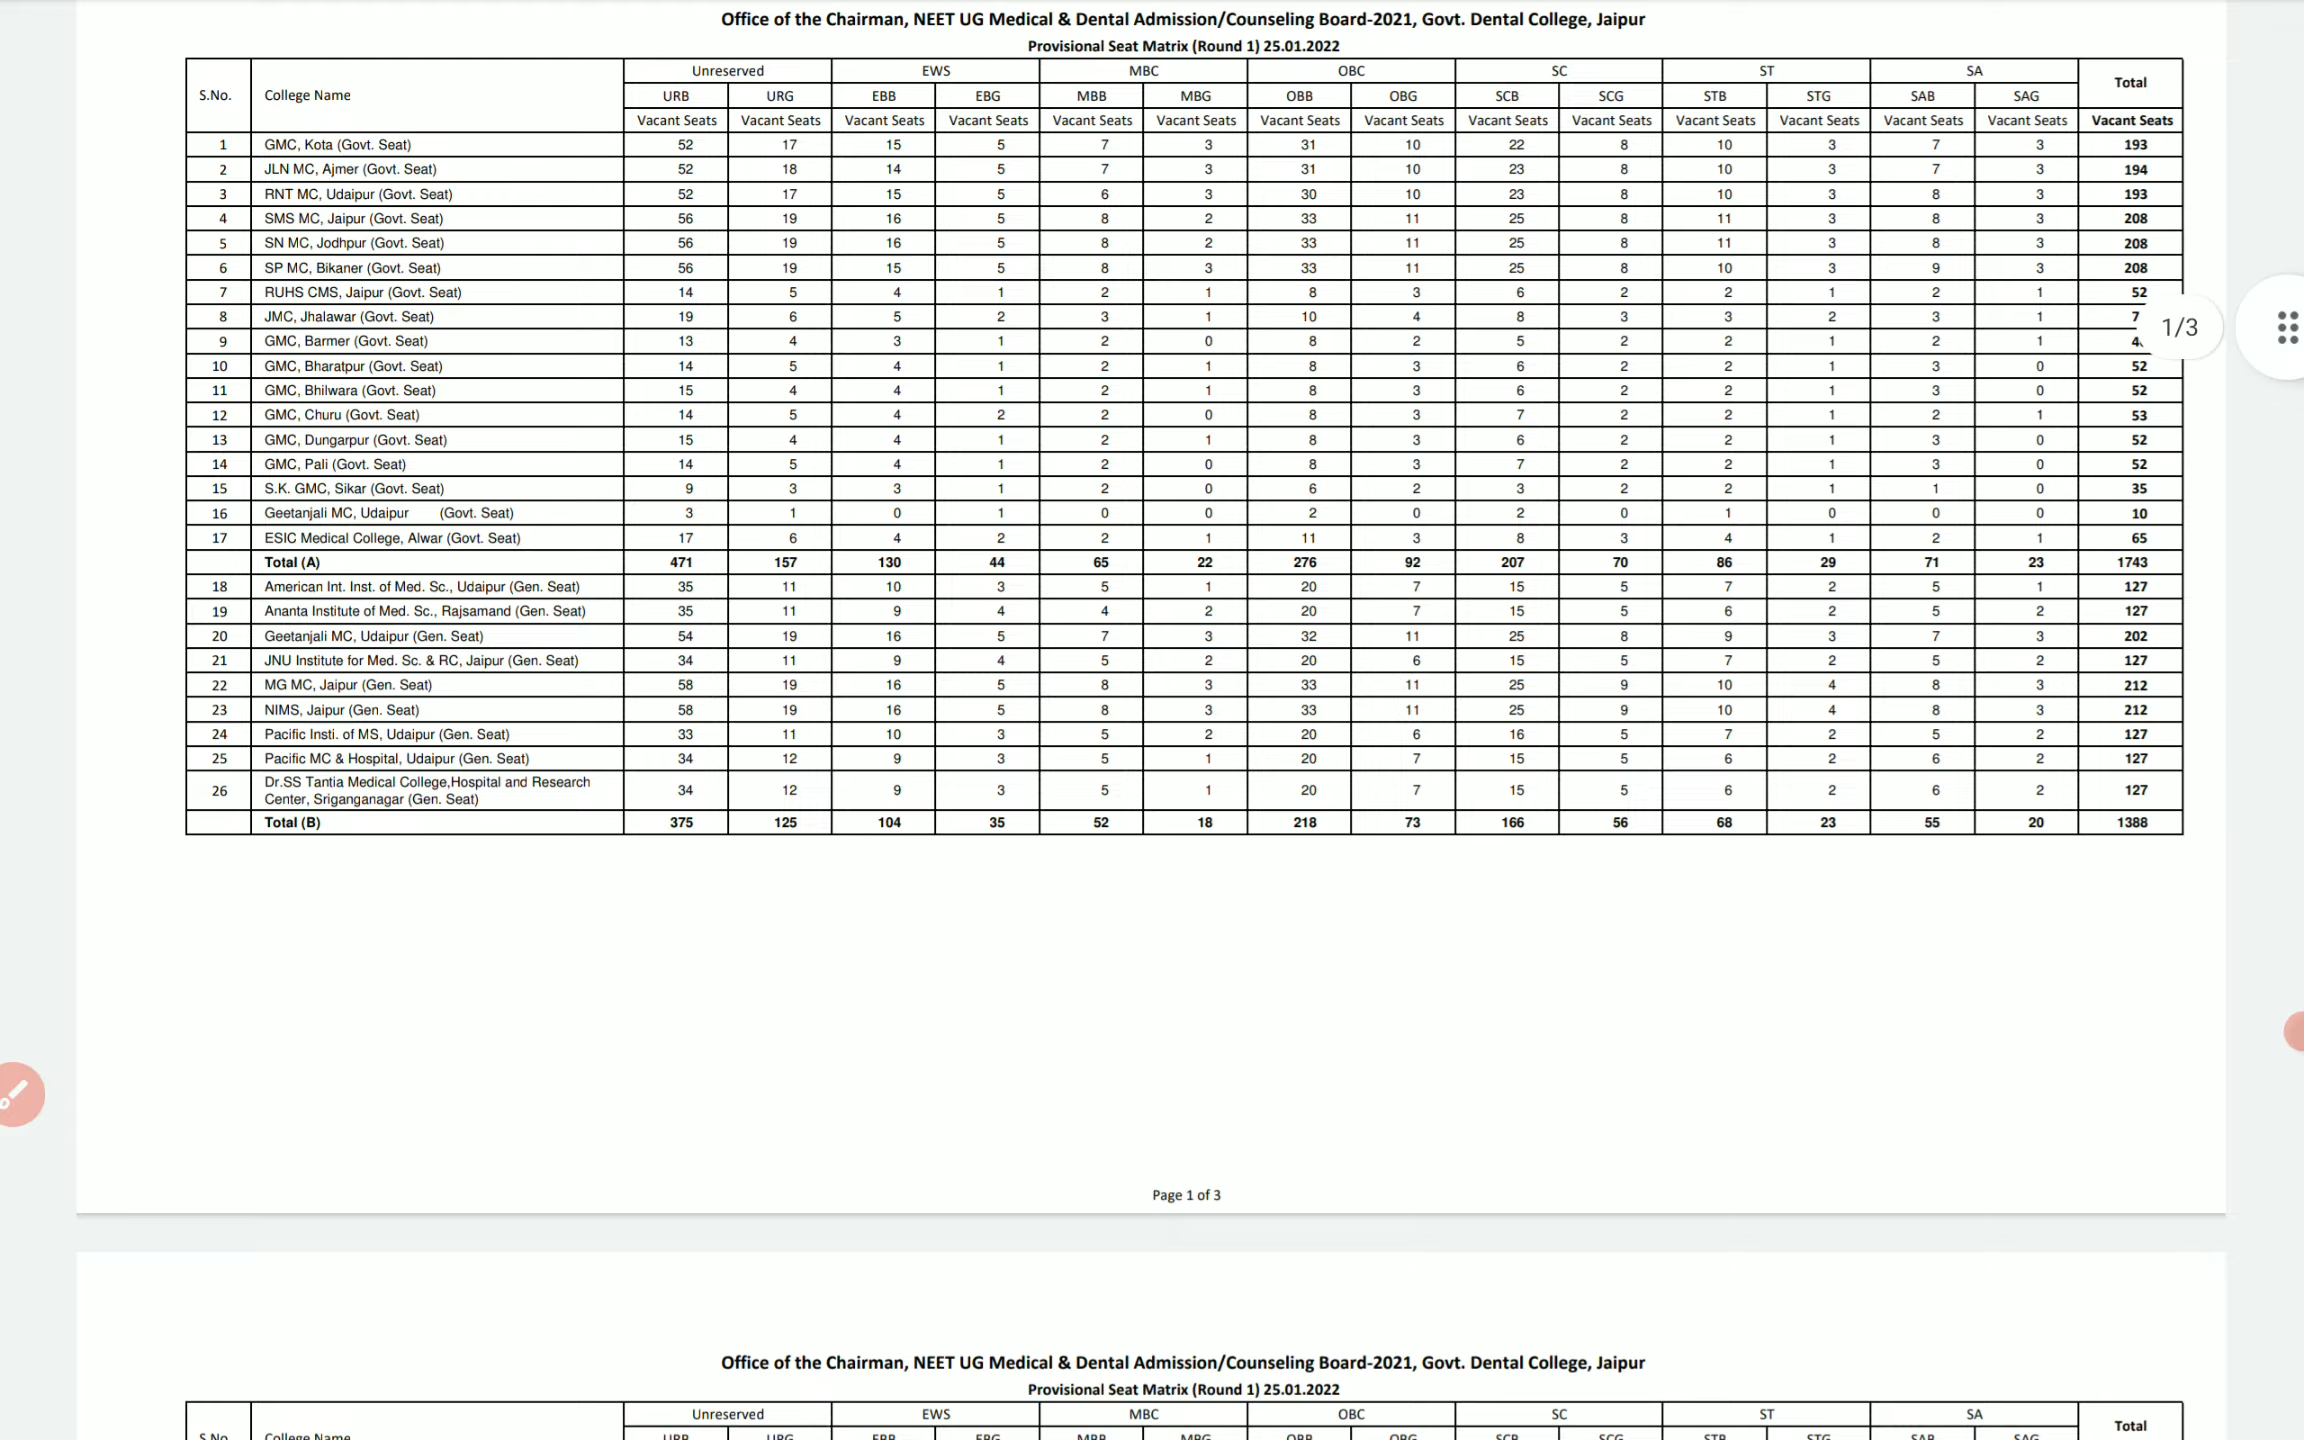 Office of the Chairman, NEET UG Medical & Dental Admission/Counseling Board-2021, Govt. Dental College, Jaipur
Provisional Seat Matrix (Round 1) 25.01.2022
S.No. College Name Unreserved EWS MBC OBC SC ST SA Total
URB URG EBB EBG MBB MBG OBB OBG SCB SCG STB STG SAB SAG
Vacant Seats Vacant Seats Vacant Seats Vacant Seats Vacant Seats Vacant Seats Vacant Seats Vacant Seats Vacant Seats Vacant Seats Vacant Seats Vacant Seats Vacant Seats Vacant Seats Vacant Seats
1 GMC, Kota (Govt. Seat) 52 17 15 5 7 3 31 10 22 8 10 3 7 3 193
2 JLN MC, Ajmer (Govt. Seat) 52 18 14 5 7 3 31 10 23 8 10 3 7 3 194
3 RNT MC, Udaipur (Govt. Seat) 52 17 15 5 6 3 30 10 23 8 10 3 8 3 193
4 SMS MC, Jaipur (Govt. Seat) 56 19 16 5 8 2 33 11 25 8 11 3 8 3 208
5 SN MC, Jodhpur (Govt. Seat) 56 19 16 5 8 2 33 11 25 8 11 3 8 3 208
6 SP MC, Bikaner (Govt. Seat) 56 19 15 5 8 3 33 11 25 8 10 3 9 3 208
7 RUHS CMS, Jaipur (Govt. Seat) 14 5 4 1 2 1 8 3 6 2 2 1 2 1 52
8 JMC, Jhalawar (Govt. Seat) 19 6 5 2 3 1 10 4 8 3 3 2 3 1
1/3
9 GMC, Barmer (Govt. Seat) 13 4 3 1 2 0 8 2 5 2 2 1 2 1
10 GMC, Bharatpur (Govt. Seat) 14 5 4 1 2 1 8 3 6 2 2 1 3 0 52
11 GMC, Bhilwara (Govt. Seat) 15 4 4 1 2 1 8 3 6 2 2 1 3 0 52
12 GMC, Churu (Govt. Seat) 14 5 4 2 2 0 8 3 7 2 2 1 2 1 53
13 GMC, Dungarpur (Govt. Seat) 15 4 4 1 2 1 8 3 6 2 2 1 3 0 52
14 GMC, Pali (Govt. Seat) 14 5 4 1 2 0 8 3 7 2 2 1 3 0 52
15 S.K. GMC, Sikar (Govt. Seat) 9 3 3 1 2 0 6 2 3 2 2 1 1 0 35
16 Geetanjali MC, Udaipur (Govt. Seat) 3 1 0 1 0 0 2 0 2 0 1 0 0 0 10
17 ESIC Medical College, Alwar (Govt. Seat) 17 6 4 2 2 1 11 3 8 3 4 1 2 1 65
Total (A) 471 157 130 44 65 22 276 92 207 70 86 29 71 23 1743
18 American Int. Inst. of Med. Sc., Udaipur (Gen. Seat) 35 11 10 3 5 1 20 7 15 5 7 2 5 1 127
19 Ananta Institute of Med. Sc., Rajsamand (Gen. Seat) 35 11 9 4 4 2 20 7 15 5 6 2 5 2 127
20 Geetanjali MC, Udaipur (Gen. Seat) 54 19 16 5 7 3 32 11 25 8 9 3 7 3 202
21 JNU Institute for Med. Sc. & RC, Jaipur (Gen. Seat) 34 11 9 4 5 2 20 6 15 5 7 2 5 2 127
22 MG MC, Jaipur (Gen. Seat) 58 19 16 5 8 3 33 11 25 9 10 4 8 3 212
23 NIMS, Jaipur (Gen. Seat) 58 19 16 5 8 3 33 11 25 9 10 4 8 3 212
24 Pacific Insti. of MS, Udaipur (Gen. Seat) 33 11 10 3 5 2 20 6 16 5 7 2 5 2 127
25 Pacific MC & Hospital, Udaipur (Gen. Seat) 34 12 9 3 5 1 20 7 15 5 6 2 6 2 127
26 Dr.SS Tantia Medical College,Hospital and Research
Center, Sriganganagar (Gen. Seat) 34 12 9 3 5 1 20 7 15 5 6 2 6 2 127
Total (B) 375 125 104 35 52 18 218 73 166 56 68 23 55 20 1388
Page 1 of 3
Office of the Chairman, NEET UG Medical & Dental Admission/Counseling Board-2021, Govt. Dental College, Jaipur
Provisional Seat Matrix (Round 1) 25.01.2022
Unreserved EWS MBC OBC SC ST SA Total
S.No. College Name URB URG EBB EBG MBB MBG OBB OBG SCB SCG STB STG SAB SAG